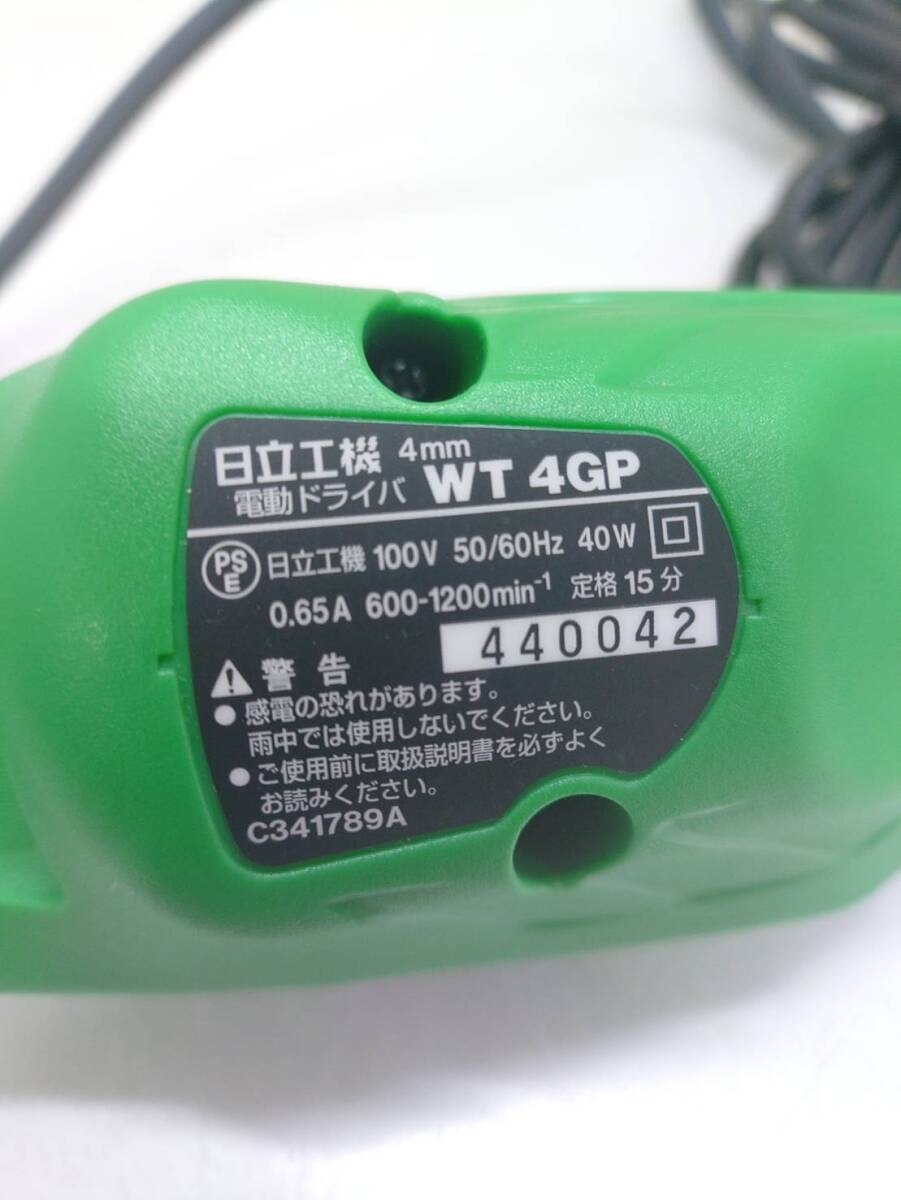 日立工機 4mm
電動ドライバ WT 4GP
PSE 日立工機 100V 50/60Hz 40W
0.65A 600-1200min⁻¹ 定格 15分
440042
警告
● 感電の恐れがあります。
雨中では使用しないでください。
● ご使用前に取扱説明書を必ずよく
お読みください。
C341789A